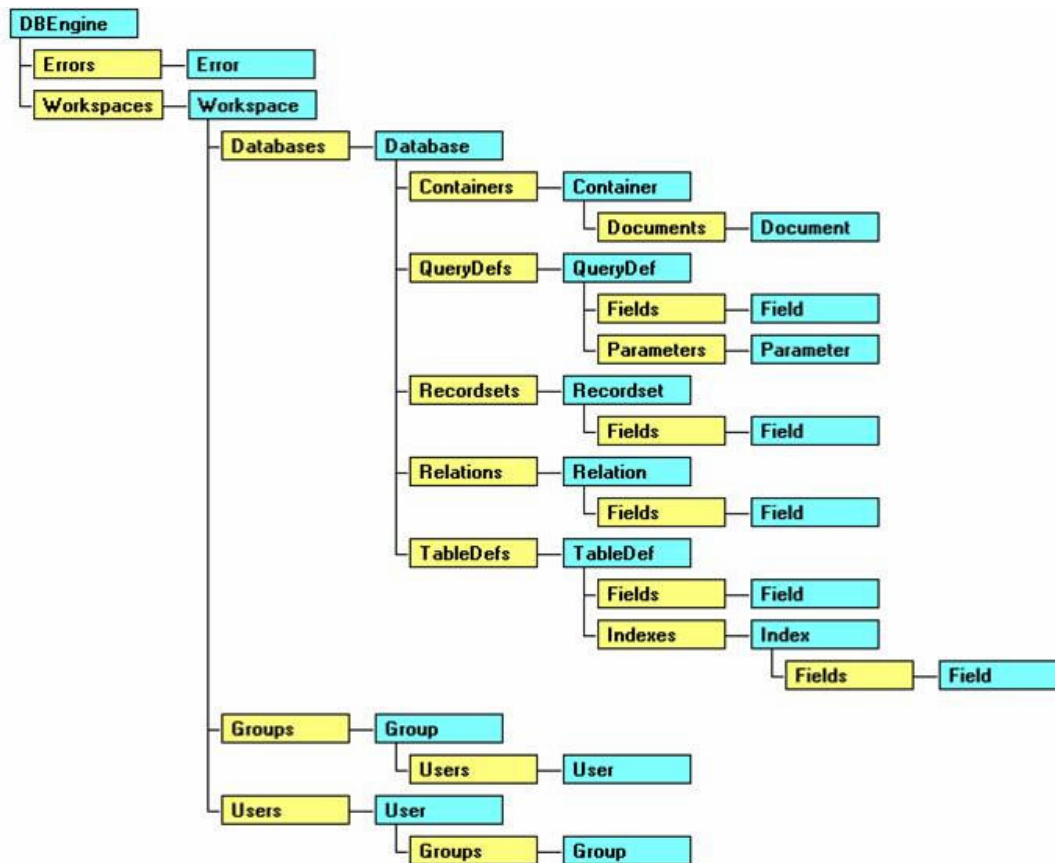 DBEngine
Errors Error
Workspaces Workspace
Databases Database
Containers Container
Documents Document
QueryDefs QueryDef
Fields Field
Parameters Parameter
Recordsets Recordset
Fields Field
Relations Relation
Fields Field
TableDefs TableDef
Fields Field
Indexes Index
Fields Field
Groups Group
Users User
Users User
Groups Group